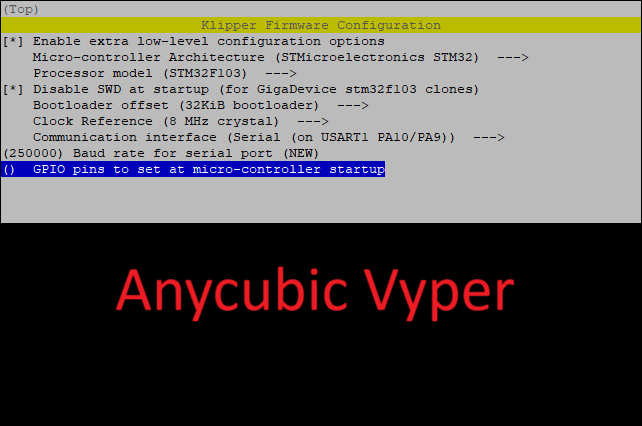 (Top)
Klipper Firmware Configuration
[*] Enable extra low-level configuration options
Micro-controller Architecture (STMicroelectronics STM32)  --->
Processor model (STM32F103)  --->
[*] Disable SWD at startup (for GigaDevice stm32f103 clones)
Bootloader offset (32KiB bootloader)  --->
Clock Reference (8 MHz crystal)  --->
Communication interface (Serial (on USART1 PA10/PA9))  --->
(250000) Baud rate for serial port (NEW)
()  GPIO pins to set at micro-controller startup
Anycubic Vyper